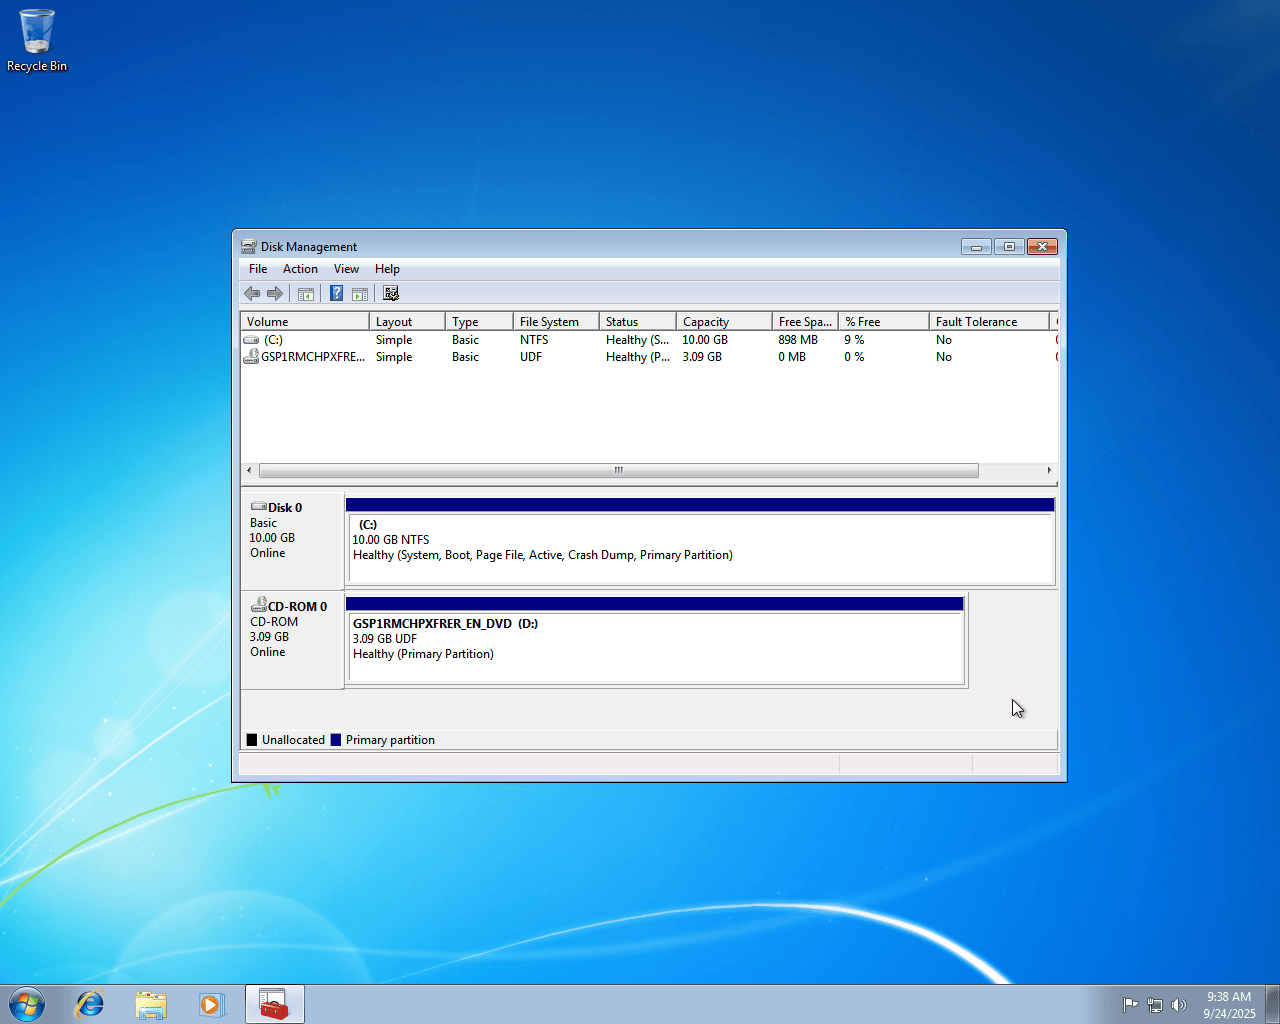 Recycle Bin
Disk Management
File Action View Help
Volume Layout Type File System Status Capacity Free Spa... % Free Fault Tolerance
(C:) Simple Basic NTFS Healthy (S... 10.00 GB 898 MB 9 % No
GSP1RMCHPXFRE... Simple Basic UDF Healthy (P... 3.09 GB 0 MB 0 % No
Disk 0
Basic
10.00 GB
Online
(C:)
10.00 GB NTFS
Healthy (System, Boot, Page File, Active, Crash Dump, Primary Partition)
CD-ROM 0
CD-ROM
3.09 GB
Online
GSP1RMCHPXFRER_EN_DVD (D:)
3.09 GB UDF
Healthy (Primary Partition)
Unallocated Primary partition
9:38 AM
9/24/2025